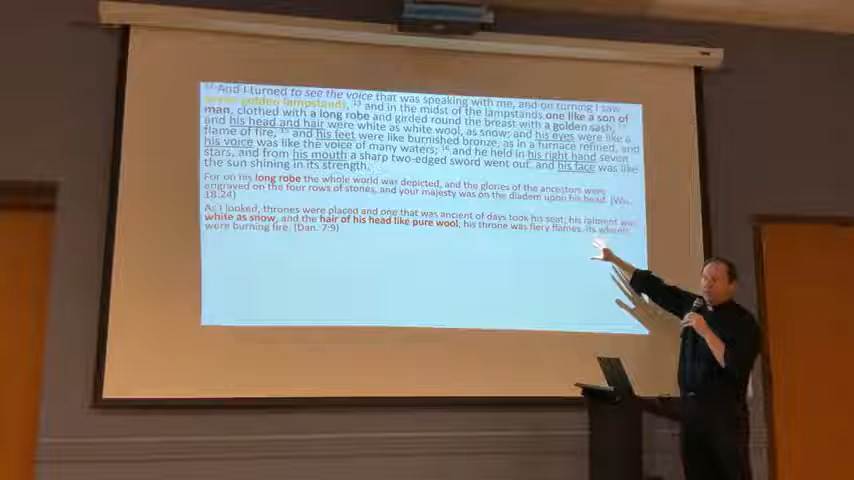 12 And I turned to see the voice that was speaking with me, and on turning I saw
seven golden lampstands, 13 and in the midst of the lampstands one like a son of
man, clothed with a long robe and girded round the breast with a golden sash, 14
and his head and hair were white as white wool, as snow; and his eyes were like a
flame of fire, 15 and his feet were like burnished bronze, as in a furnace refined, and
his voice was like the voice of many waters; 16 and he held in his right hand seven
stars, and from his mouth a sharp two-edged sword went out, and his face was like
the sun shining in its strength.
For on his long robe the whole world was depicted, and the glories of the ancestors were
engraved on the four rows of stones, and your majesty was on the diadem upon his head. (Wis.
18.24)
As I looked, thrones were placed and one that was ancient of days took his seat; his raiment was
white as snow, and the hair of his head like pure wool; his throne was fiery flames, its wheels
were burning fire. (Dan. 7:9)